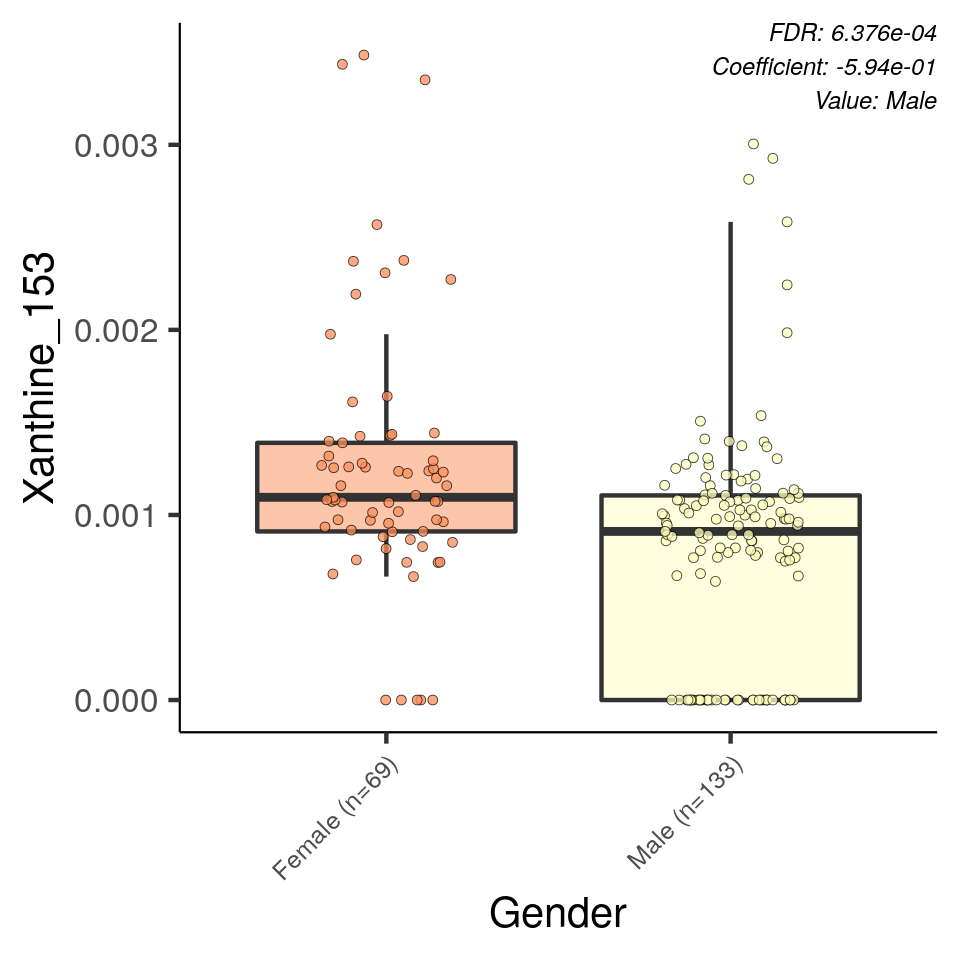 FDR: 6.376e-04
Coefficient: -5.94e-01
Value: Male
Xanthine_153
0.003
0.002
0.001
0.000
Female (n=69)
Male (n=133)
Gender